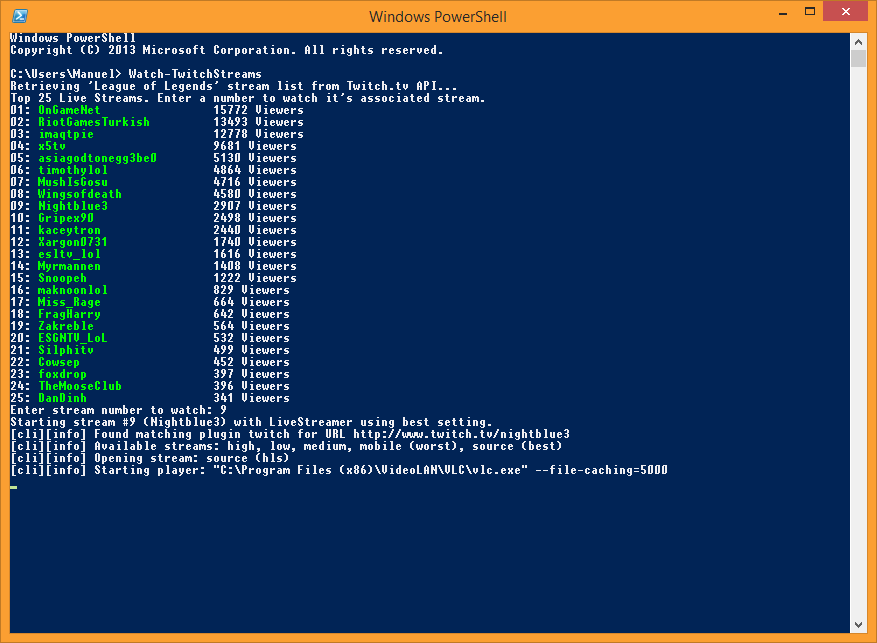 Windows PowerShell
Windows PowerShell
Copyright (C) 2013 Microsoft Corporation. All rights reserved.
C:\Users\Manuel> Watch-TwitchStreams
Retrieving 'League of Legends' stream list from Twitch.tv API...
Top 25 Live Streams. Enter a number to watch it's associated stream.
01: OnGameNet 15772 Viewers
02: RiotGamesTurkish 13493 Viewers
03: imaqtpie 12778 Viewers
04: x5tv 9681 Viewers
05: asiagodtonegg3be0 5130 Viewers
06: timothylol 4864 Viewers
07: MushIsGosu 4716 Viewers
08: Wingsofdeath 4580 Viewers
09: Nightblue3 2907 Viewers
10: Gripex90 2498 Viewers
11: kaceytron 2440 Viewers
12: Xargon0731 1740 Viewers
13: esltv_lol 1616 Viewers
14: Myrmannen 1408 Viewers
15: Snoopeh 1222 Viewers
16: maknoonlol 829 Viewers
17: Miss_Rage 664 Viewers
18: FragHarry 642 Viewers
19: Zakreble 564 Viewers
20: ESGNTV_LoL 532 Viewers
21: Silphitv 499 Viewers
22: Cowsep 452 Viewers
23: foxdrop 397 Viewers
24: TheMooseClub 396 Viewers
25: DanDinh 341 Viewers
Enter stream number to watch: 9
Starting stream #9 (Nightblue3) with LiveStreamer using best setting.
[cli][info] Found matching plugin twitch for URL http://www.twitch.tv/nightblue3
[cli][info] Available streams: high, low, medium, mobile (worst), source (best)
[cli][info] Opening stream: source (hls)
[cli][info] Starting player: "C:\Program Files (x86)\VideoLAN\VLC\vlc.exe" --file-caching=5000